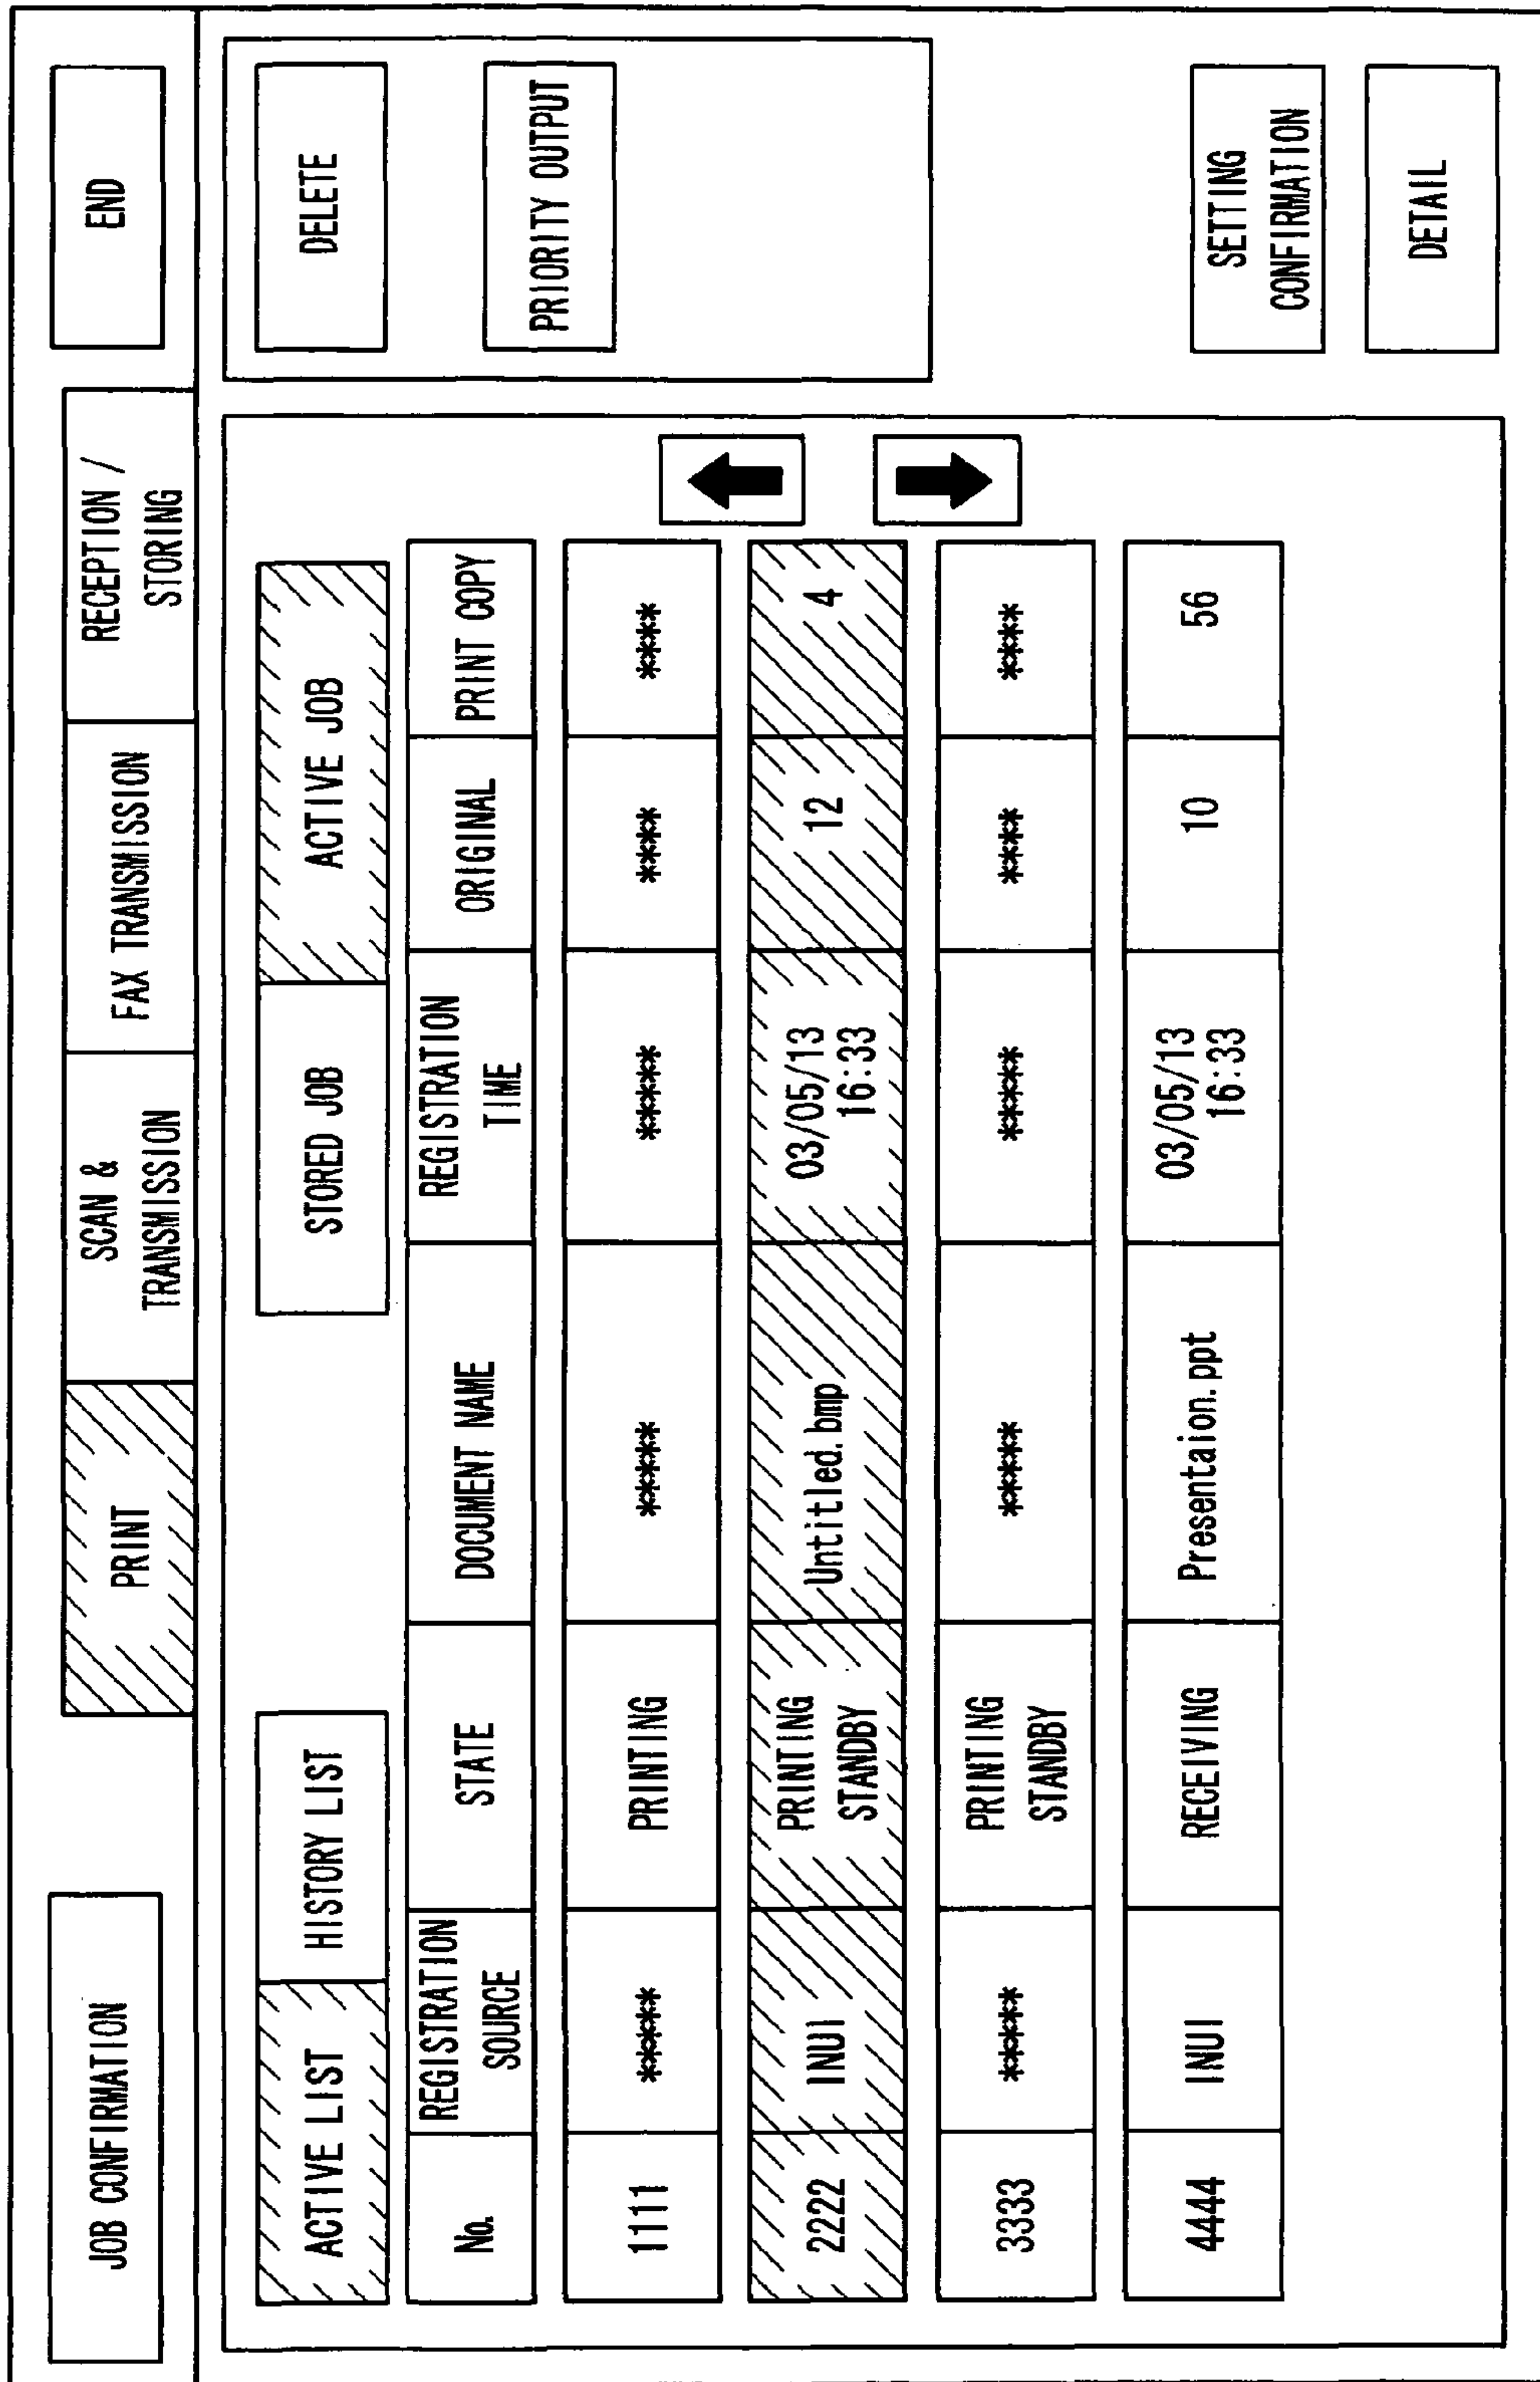 JOB CONFIRMATION
PRINT
SCAN &
TRANSMISSION
FAX TRANSMISSION
RECEPTION /
STORING
END
ACTIVE LIST
HISTORY LIST
STORED JOB
ACTIVE JOB
No.
REGISTRATION
SOURCE
STATE
DOCUMENT NAME
REGISTRATION
TIME
ORIGINAL
PRINT COPY
1111
*****
PRINTING
*****
*****
****
****
2222
INUI
PRINTING
STANDBY
Untitled.bmp
03/05/13
16:33
12
4
3333
*****
PRINTING
STANDBY
*****
*****
****
****
4444
INUI
RECEIVING
Presentaion.ppt
03/05/13
16:33
10
56
DELETE
PRIORITY OUTPUT
SETTING
CONFIRMATION
DETAIL